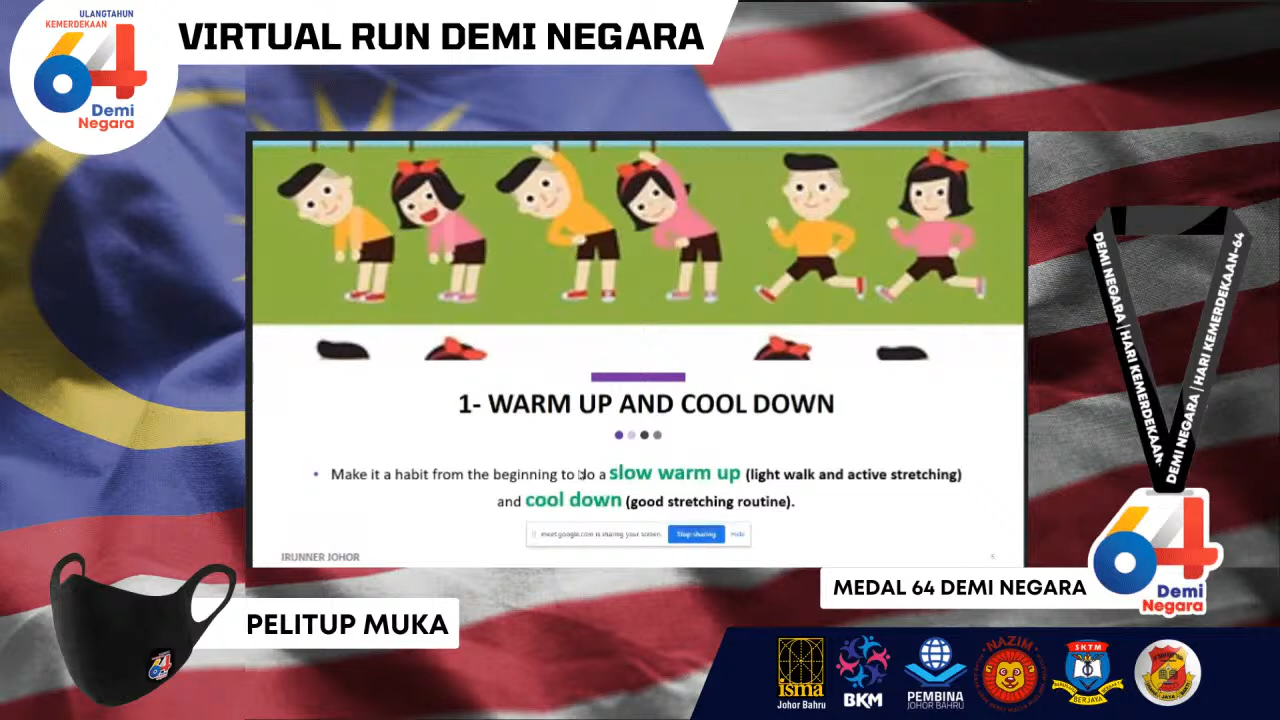 ULANGTAHUN
KEMERDEKAAN
64
Demi
Negara
VIRTUAL RUN DEMI NEGARA
1- WARM UP AND COOL DOWN
• Make it a habit from the beginning to do a slow warm up (light walk and active stretching)
and cool down (good stretching routine).
meet.google.com is sharing your screen.
Stop sharing
Hide
IRUNNER JOHOR
DEMI NEGARA | HARI KEMERDEKAAN
DEMI NEGARA | HARI KEMERDEKAAN-64
64
Demi
Negara
MEDAL 64 DEMI NEGARA
PELITUP MUKA
isma
Johor Bahru
BKM
PEMBINA
JOHOR BAHRU
NAZIM
SKTM
BERJAYA